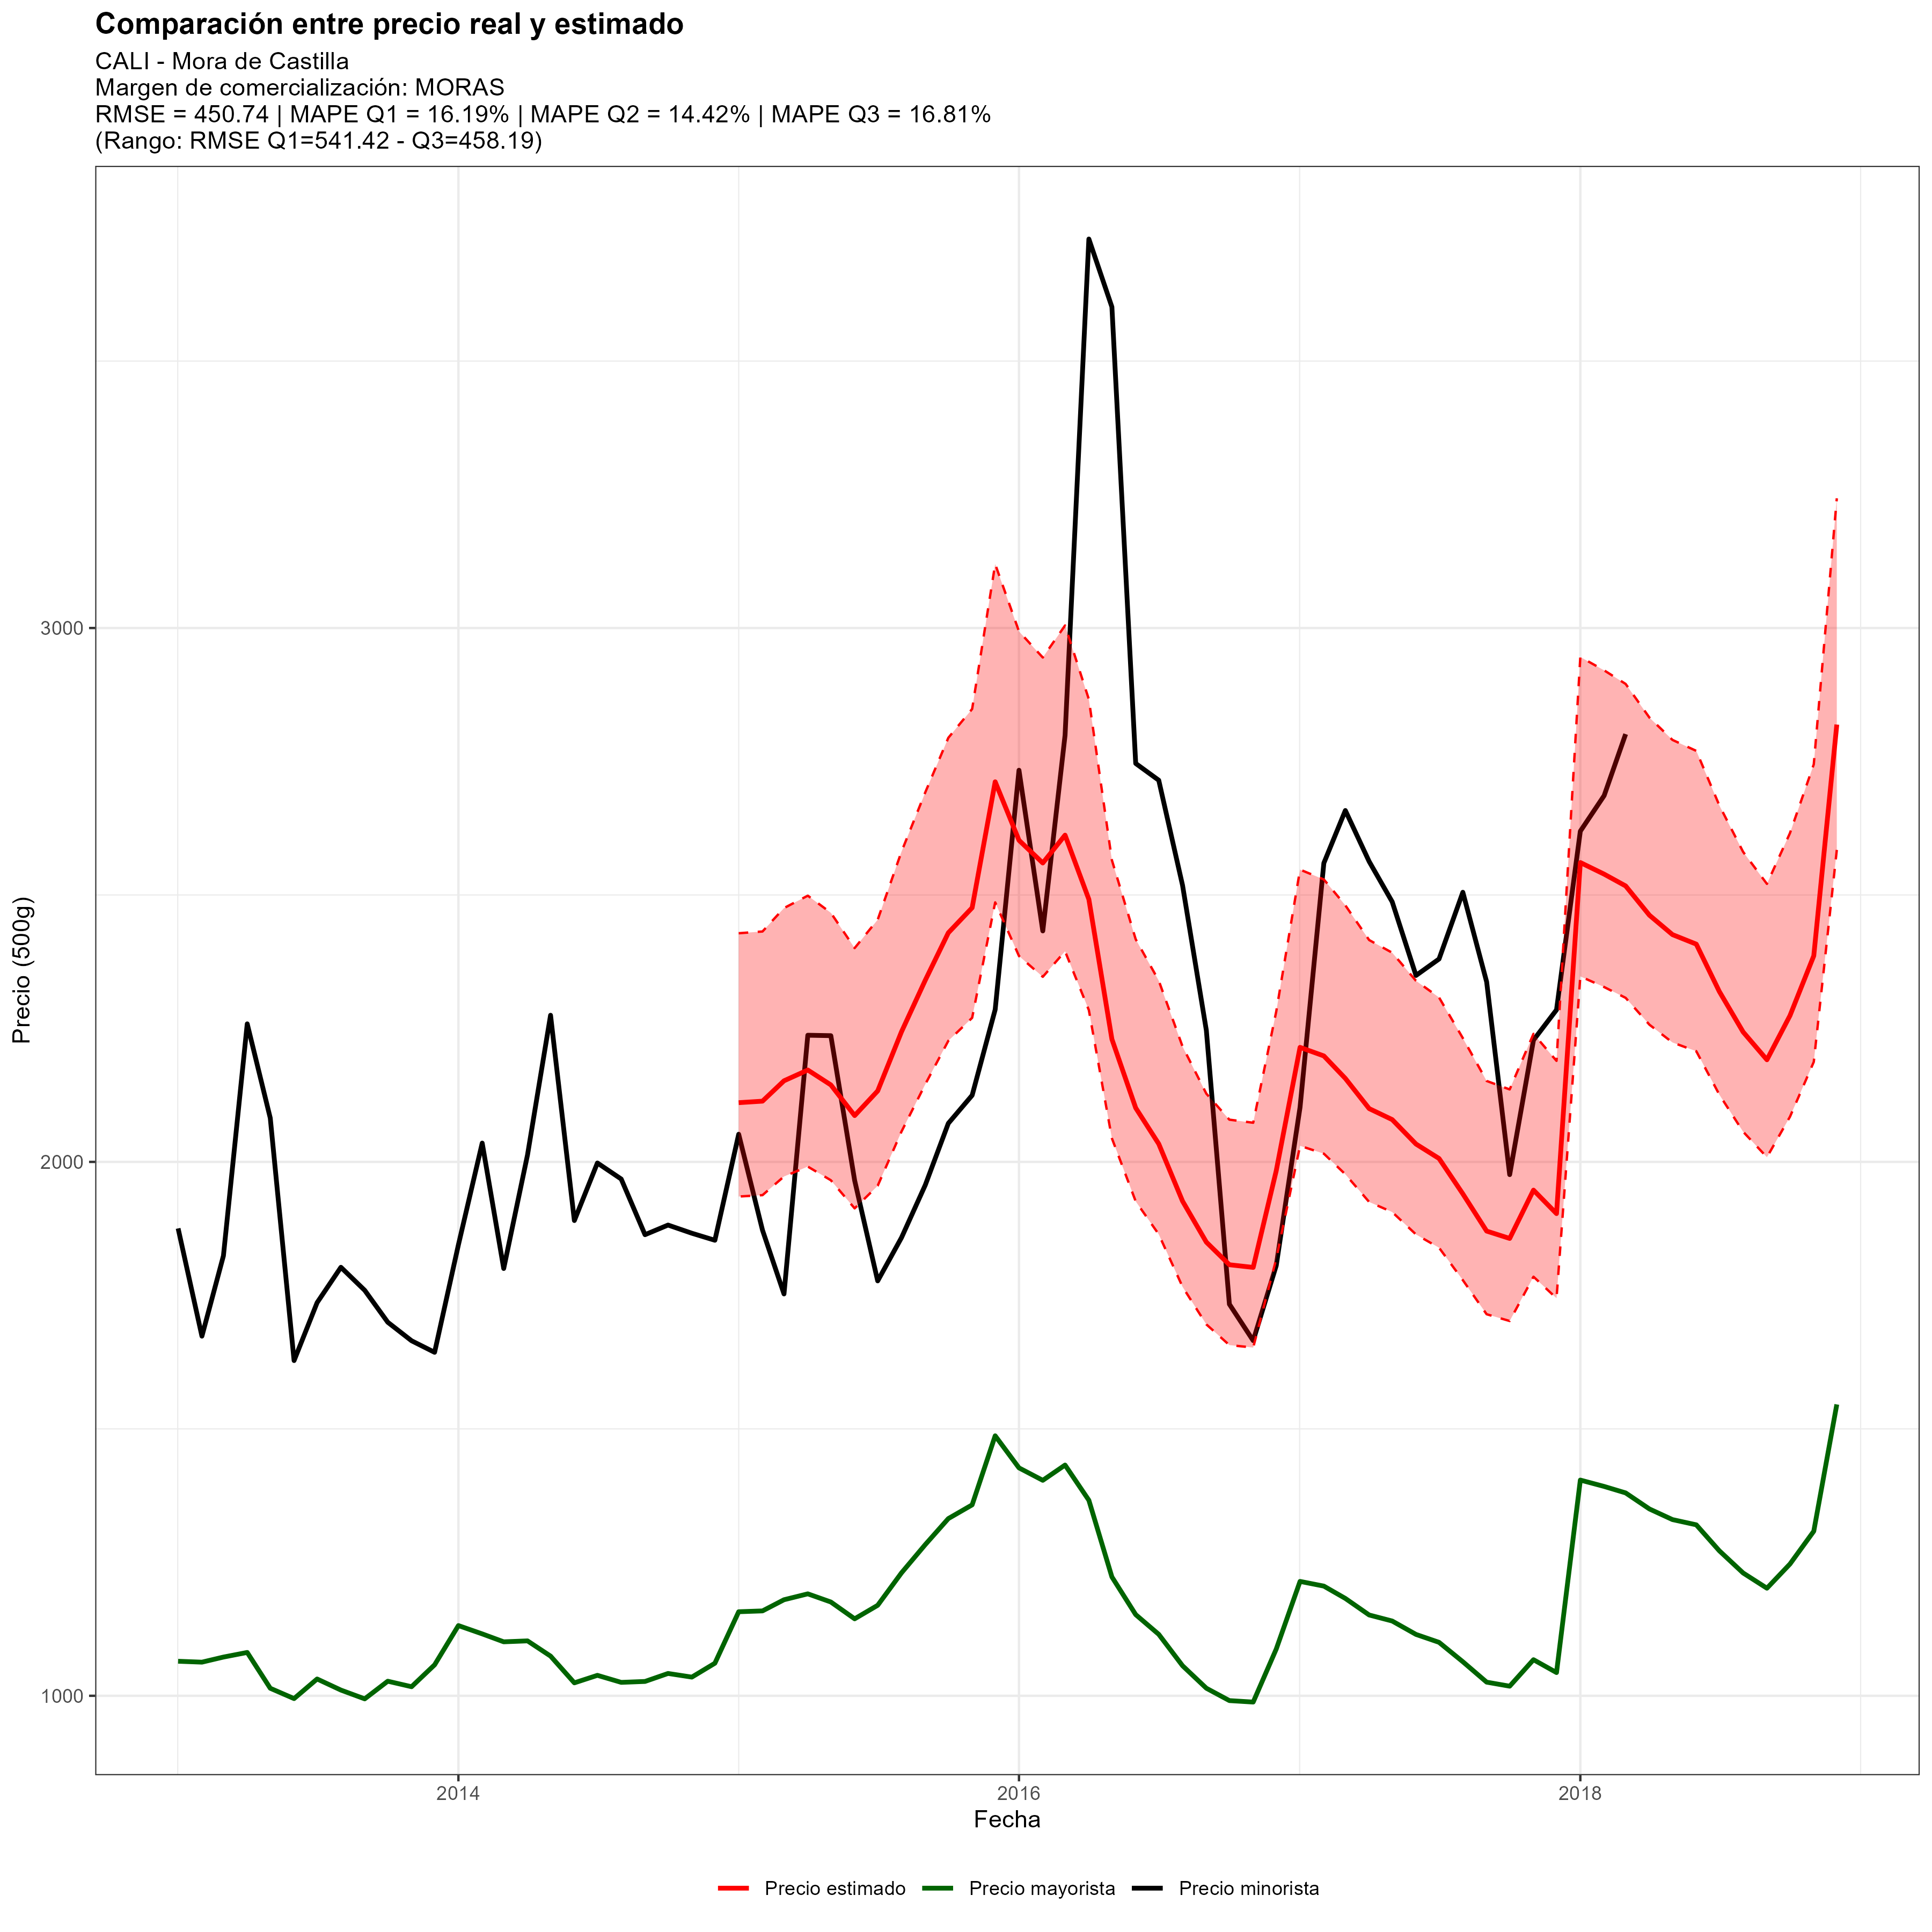 Comparación entre precio real y estimado
CALI - Mora de Castilla
Margen de comercialización: MORAS
RMSE = 450.74 | MAPE Q1 = 16.19% | MAPE Q2 = 14.42% | MAPE Q3 = 16.81%
(Rango: RMSE Q1=541.42 - Q3=458.19)
Precio (500g)
3000
2000
1000
2014
2016
2018
Fecha
Precio estimado
Precio mayorista
Precio minorista